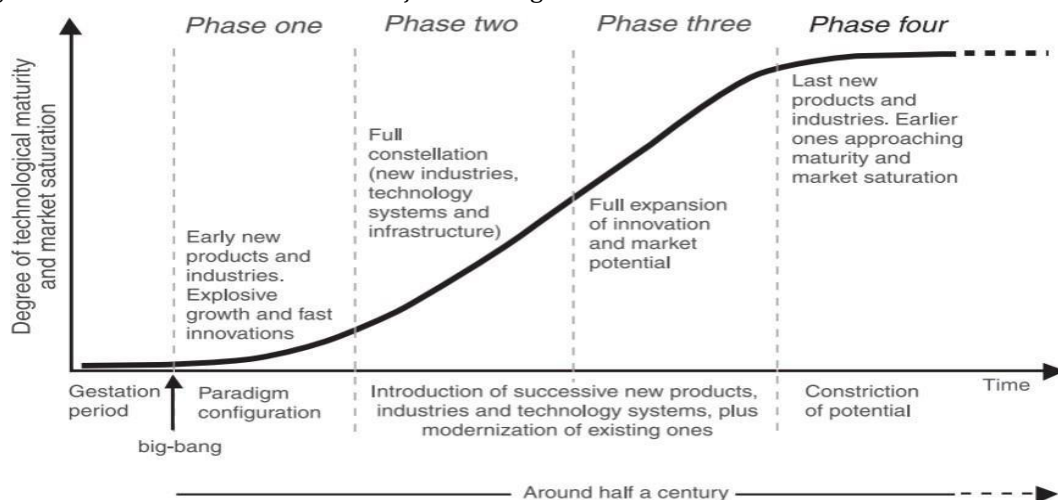 Phase one
Phase two
Phase three
Phase four
Degree of technological maturity
and market saturation
Early new
products and
industries.
Explosive
growth and fast
innovations
Full
constellation
(new industries,
technology
systems and
infrastructure)
Full expansion
of innovation
and market
potential
Last new
products and
industries. Earlier
ones approaching
maturity and
market saturation
Gestation
period
Paradigm
configuration
Introduction of successive new products,
industries and technology systems, plus
modernization of existing ones
Constriction
of potential
Time
big-bang
Around half a century